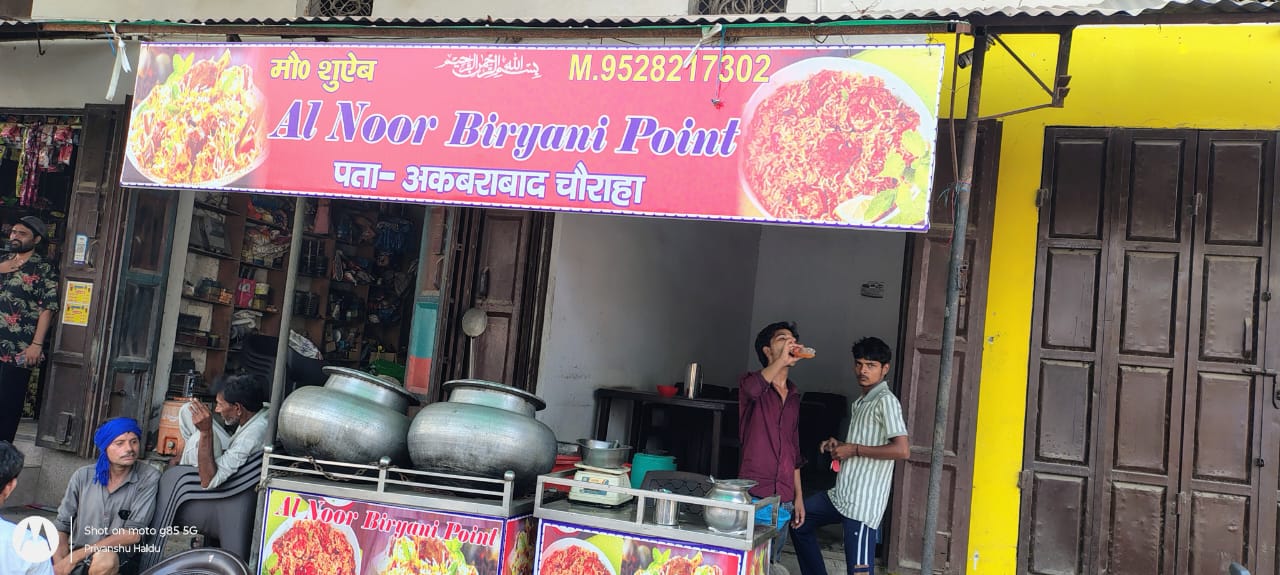 मौ० शुऐब
بسم الله الرحمن الرحيم
M.9528217302
Al Noor Biryani Point
पता- अकबराबाद चौराहा
Al Noor Biryani Point
Shot on moto g85 5G
Priyanshu Haldu